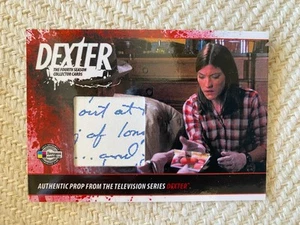 DEXTER
THE FOURTH SEASON
COLLECTOR CARDS
out at
of lon
... and
AUTHENTIC PROP FROM THE TELEVISION SERIES DEXTER